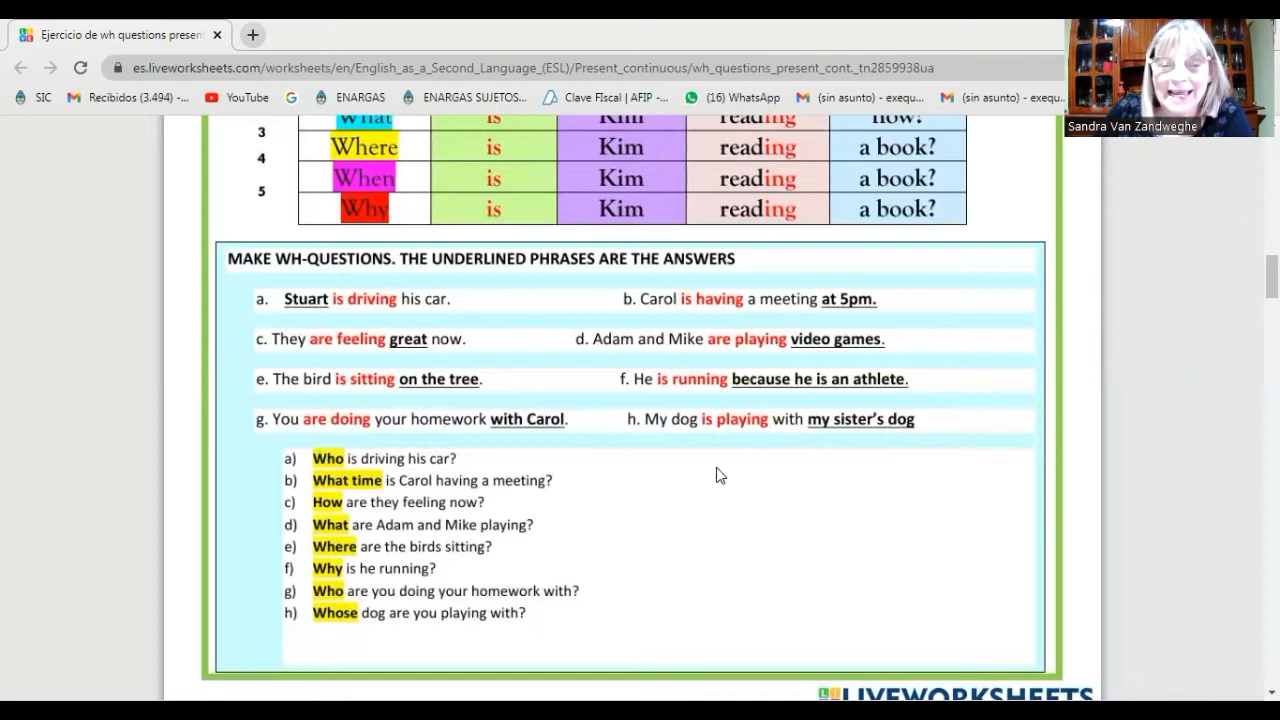 Ejercicio de wh questions presen
es.liveworksheets.com/worksheets/en/English_as_a_Second_Language_(ESL)/Present_continuous/wh_questions_present_cont_tn2859938ua
SIC Recibidos (3.494) -... YouTube ENARGAS ENARGAS SUJETOS... Clave FIscal | AFIP -... (16) WhatsApp (sin asunto) - exequ... (sin asunto) - exequ...
Sandra Van Zandweghe
What is Kim reading now?
3
Where is Kim reading a book?
4
When is Kim reading a book?
5
Why is Kim reading a book?
MAKE WH-QUESTIONS. THE UNDERLINED PHRASES ARE THE ANSWERS
a. Stuart is driving his car. b. Carol is having a meeting at 5pm.
c. They are feeling great now. d. Adam and Mike are playing video games.
e. The bird is sitting on the tree. f. He is running because he is an athlete.
g. You are doing your homework with Carol. h. My dog is playing with my sister's dog
a) Who is driving his car?
b) What time is Carol having a meeting?
c) How are they feeling now?
d) What are Adam and Mike playing?
e) Where are the birds sitting?
f) Why is he running?
g) Who are you doing your homework with?
h) Whose dog are you playing with?
LIVEWORKSHEETS